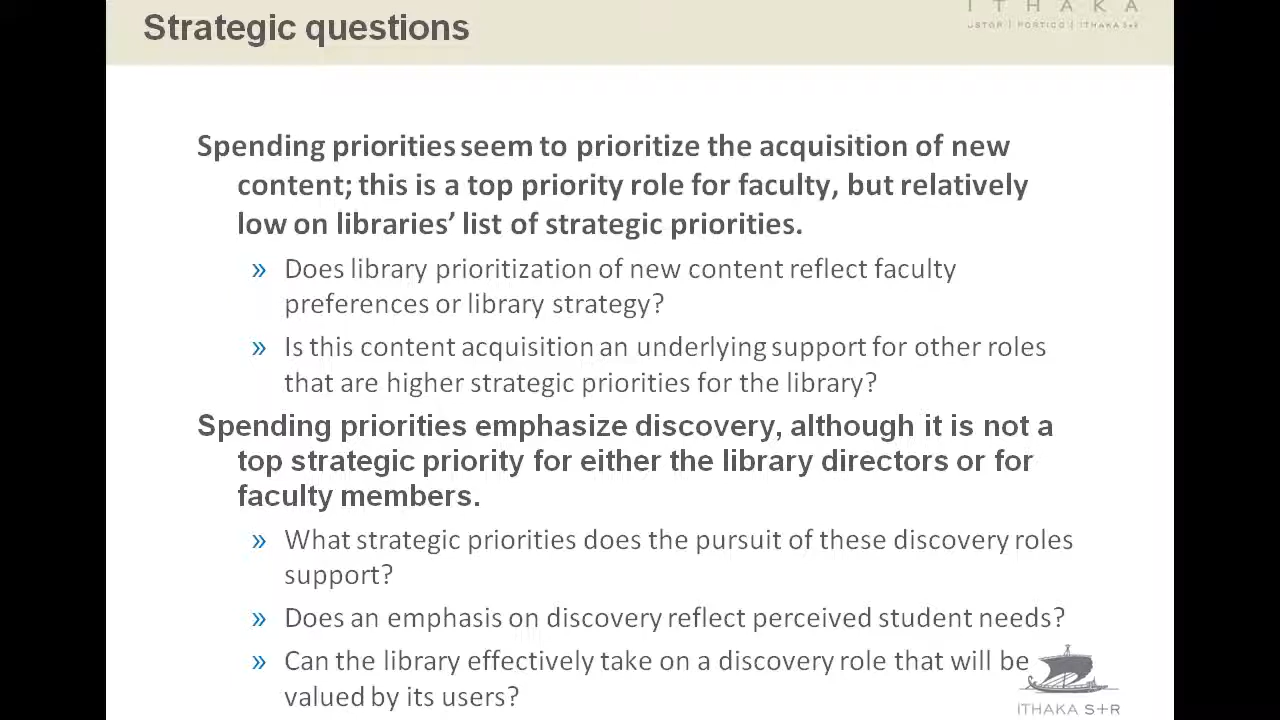 Strategic questions
ITHAKA
JSTOR | PORTICO | ITHAKA S+R
Spending priorities seem to prioritize the acquisition of new
content; this is a top priority role for faculty, but relatively
low on libraries’ list of strategic priorities.
» Does library prioritization of new content reflect faculty
preferences or library strategy?
» Is this content acquisition an underlying support for other roles
that are higher strategic priorities for the library?
Spending priorities emphasize discovery, although it is not a
top strategic priority for either the library directors or for
faculty members.
» What strategic priorities does the pursuit of these discovery roles
support?
» Does an emphasis on discovery reflect perceived student needs?
» Can the library effectively take on a discovery role that will be
valued by its users?
ITHAKA S+R